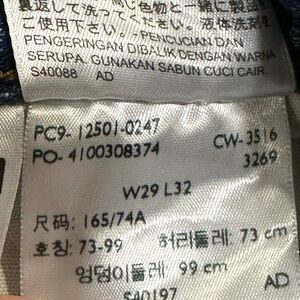 裏返して洗ってください。同じ色物と一緒に製品を
ご使用下さい。液体洗剤を
PENGERINGAN DIBALIK DENGAN WARNA
SERUPA. GUNAKAN SABUN CUCI CAIR.
S40088 AD
PC9- 12501-0247
PO- 4100308374
CW- 3516
3269
W29 L32
尺码: 165/74A
호칭: 73-99 허리둘레: 73 cm
엉덩이둘레: 99 cm
S40197 AD